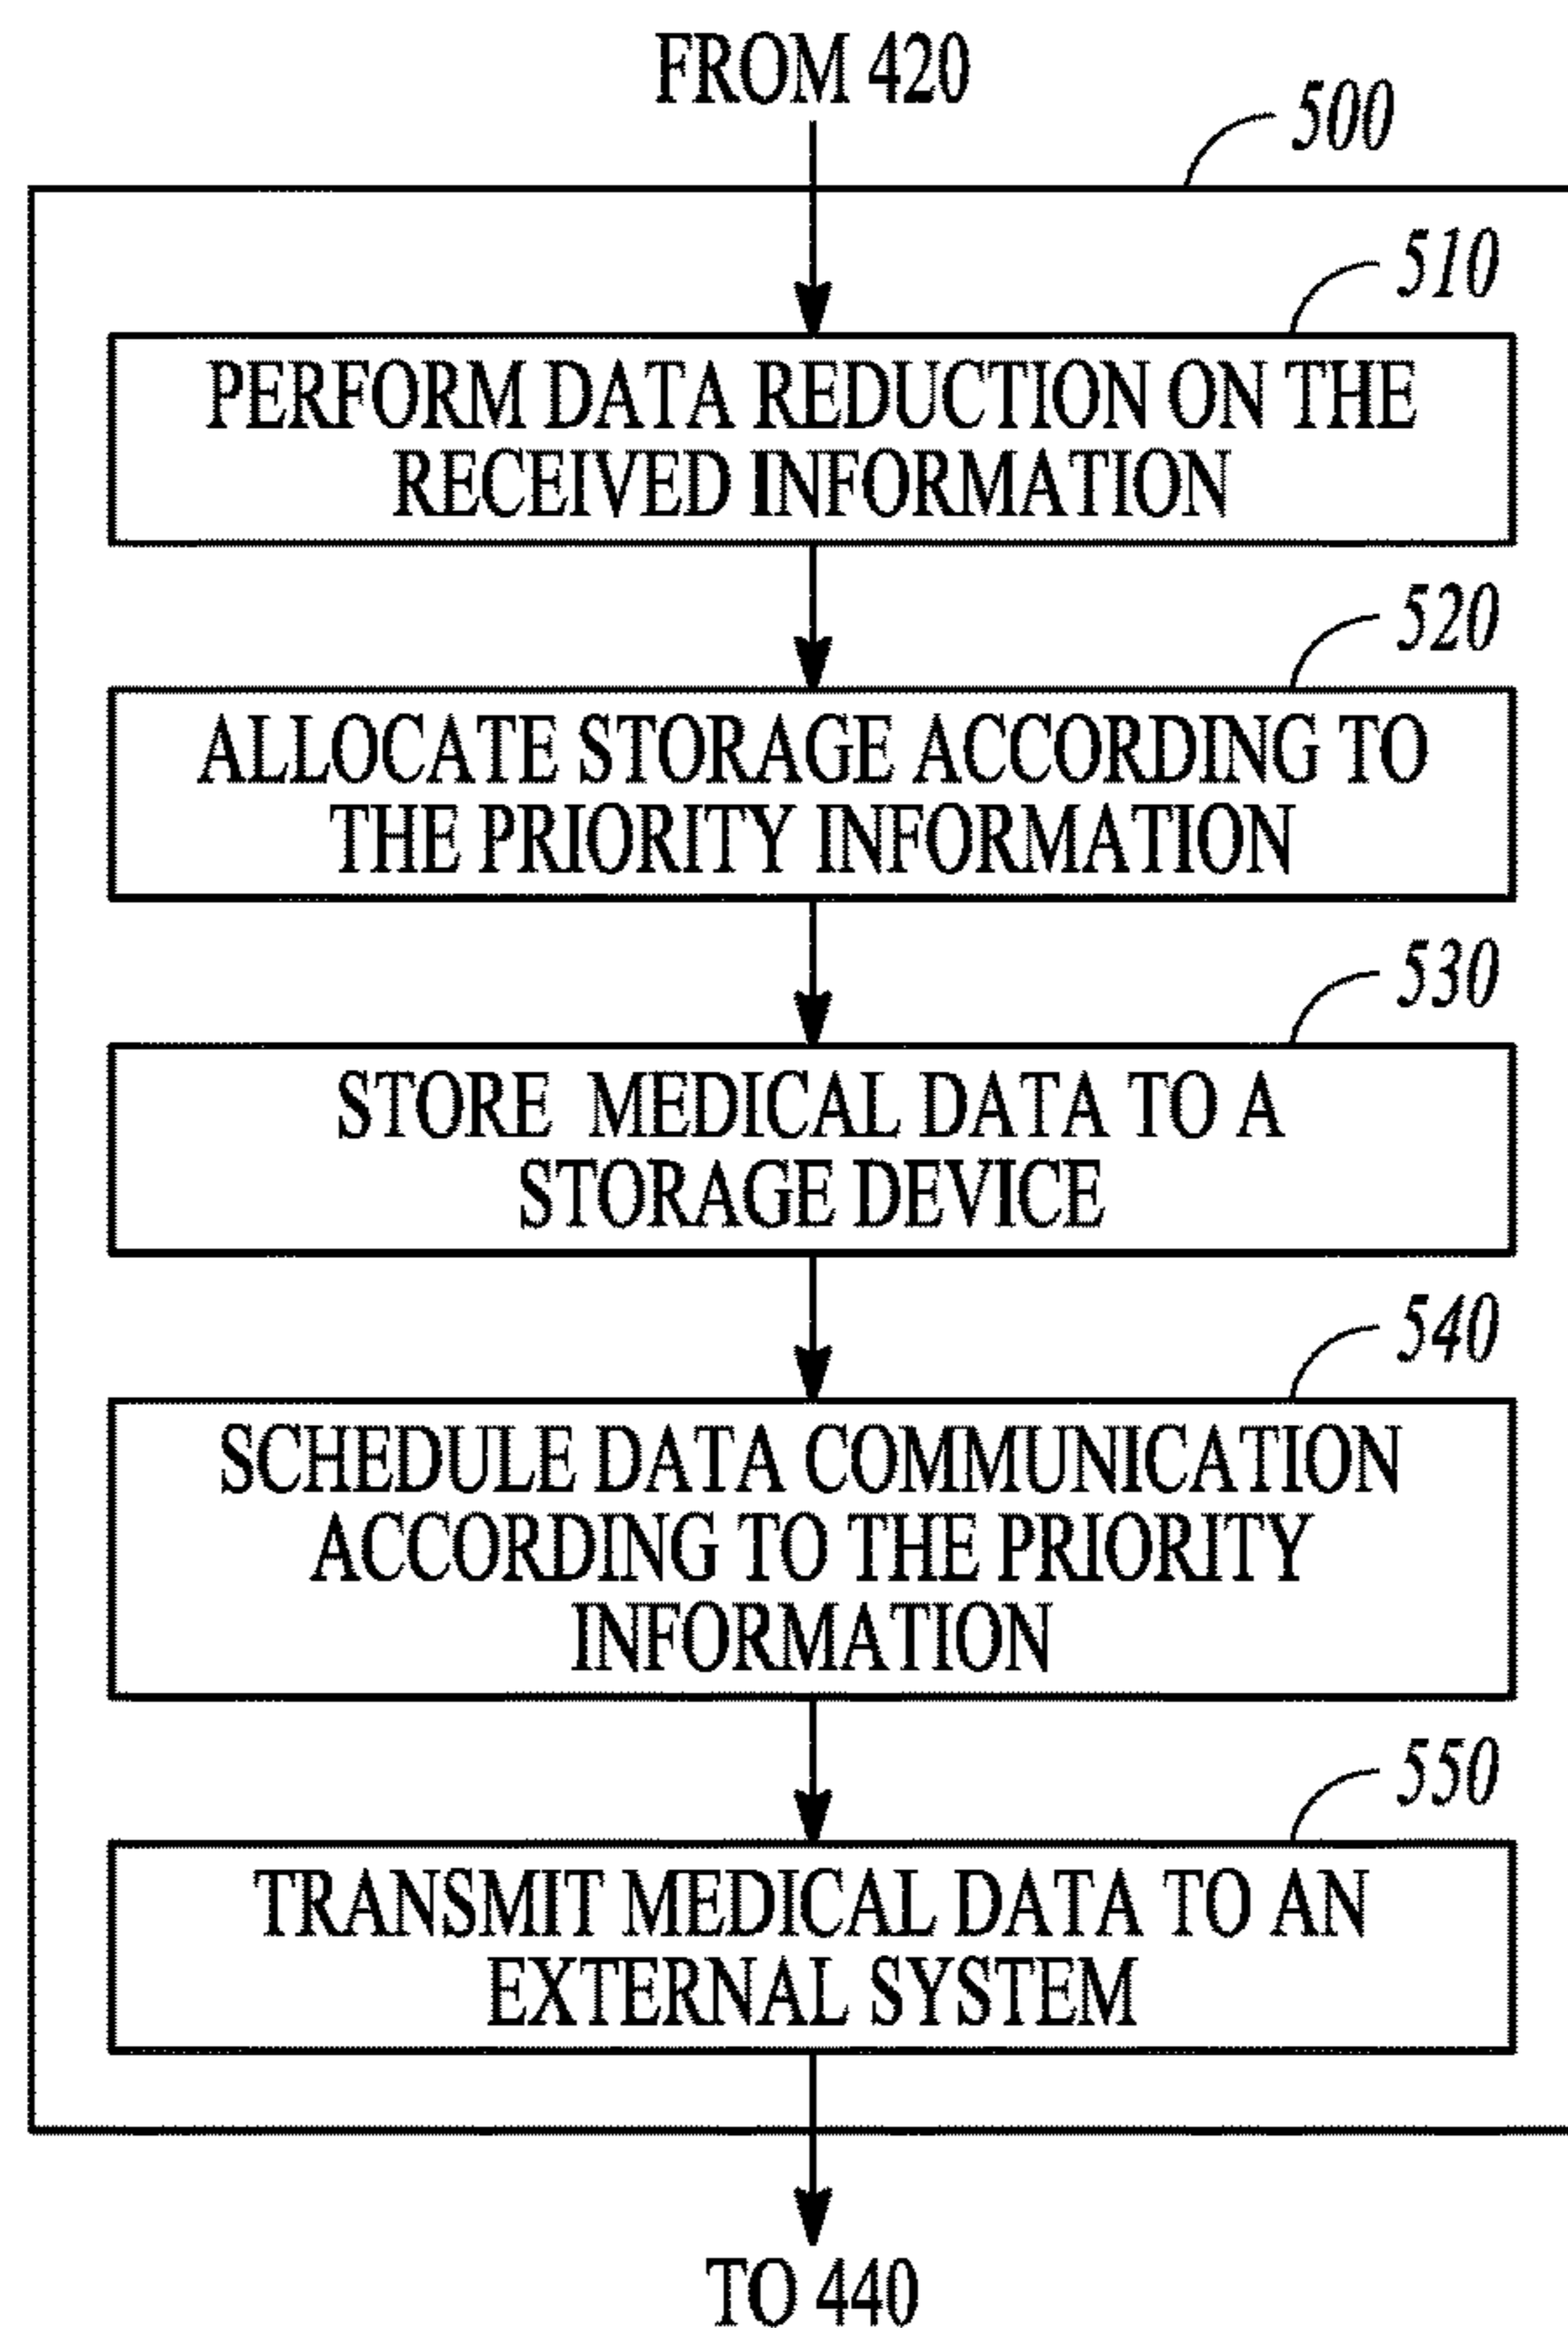 FROM 420
500
510
PERFORM DATA REDUCTION ON THE
RECEIVED INFORMATION
520
ALLOCATE STORAGE ACCORDING TO
THE PRIORITY INFORMATION
530
STORE MEDICAL DATA TO A
STORAGE DEVICE
540
SCHEDULE DATA COMMUNICATION
ACCORDING TO THE PRIORITY
INFORMATION
550
TRANSMIT MEDICAL DATA TO AN
EXTERNAL SYSTEM
TO 440